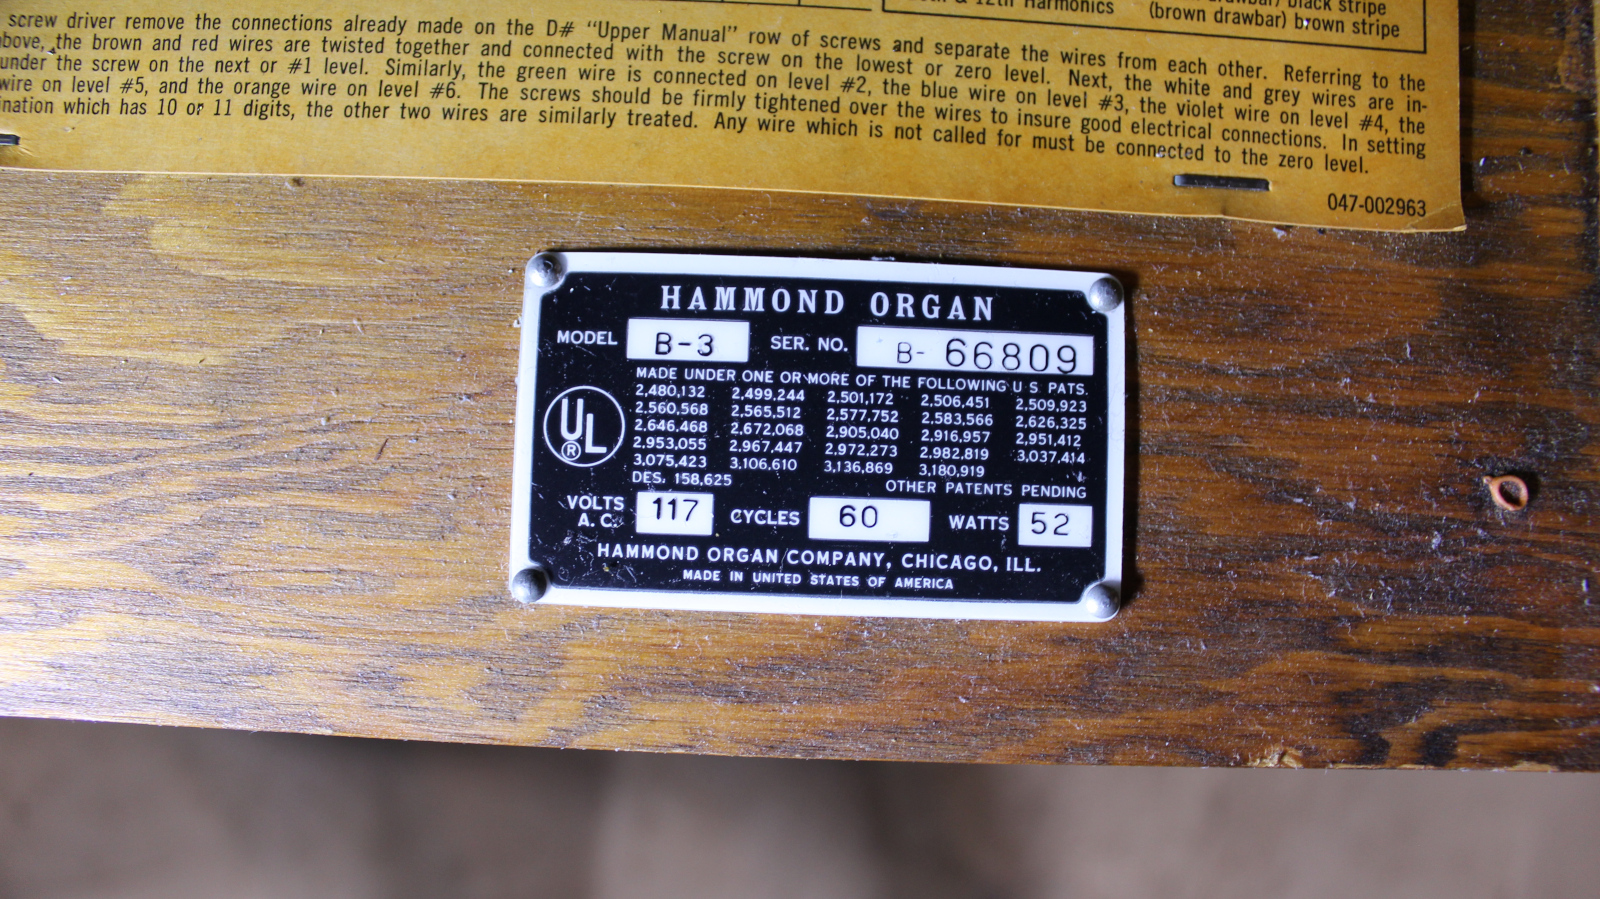 black stripe
& 12th Harmonics (brown drawbar) brown stripe
screw driver remove the connections already made on the D# "Upper Manual" row of screws and separate the wires from each other. Referring to the
above, the brown and red wires are twisted together and connected with the screw on the lowest or zero level. Next, the white and grey wires are in-
under the screw on the next or #1 level. Similarly, the green wire is connected on level #2, the blue wire on level #3, the violet wire on level #4, the
wire on level #5, and the orange wire on level #6. The screws should be firmly tightened over the wires to insure good electrical connections. In setting
ination which has 10 or 11 digits, the other two wires are similarly treated. Any wire which is not called for must be connected to the zero level.
047-002963
HAMMOND ORGAN
MODEL B-3 SER. NO. B- 66809
MADE UNDER ONE OR MORE OF THE FOLLOWING U S PATS.
2,480,132 2,499,244 2,501,172 2,506,451 2,509,923
2,560,568 2,565,512 2,577,752 2,583,566 2,626,325
2,646,468 2,672,068 2,905,040 2,916,957 2,951,412
2,953,055 2,967,447 2,972,273 2,982,819 3,037,414
3,075,423 3,106,610 3,136,869 3,180,919
DES. 158,625 OTHER PATENTS PENDING
UL ®
VOLTS A.C. 117 CYCLES 60 WATTS 52
HAMMOND ORGAN COMPANY, CHICAGO, ILL.
MADE IN UNITED STATES OF AMERICA